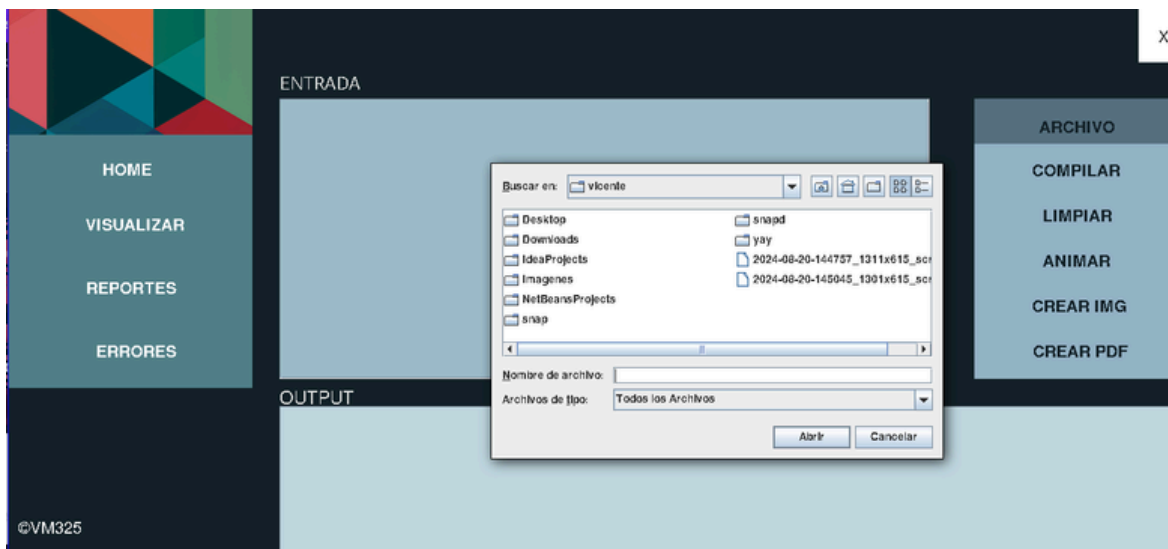 X
ENTRADA
HOME
VISUALIZAR
REPORTES
ERRORES
©VM325
ARCHIVO
COMPILAR
LIMPIAR
ANIMAR
CREAR IMG
CREAR PDF
Buscar en: vicente
Desktop
Downloads
IdeaProjects
Imagenes
NetBeansProjects
snap
snapd
yay
2024-08-20-144757_1311x615_scr
2024-08-20-145045_1301x615_scr
Nombre de archivo:
Archivos de tipo: Todos los Archivos
Abrir Cancelar
OUTPUT